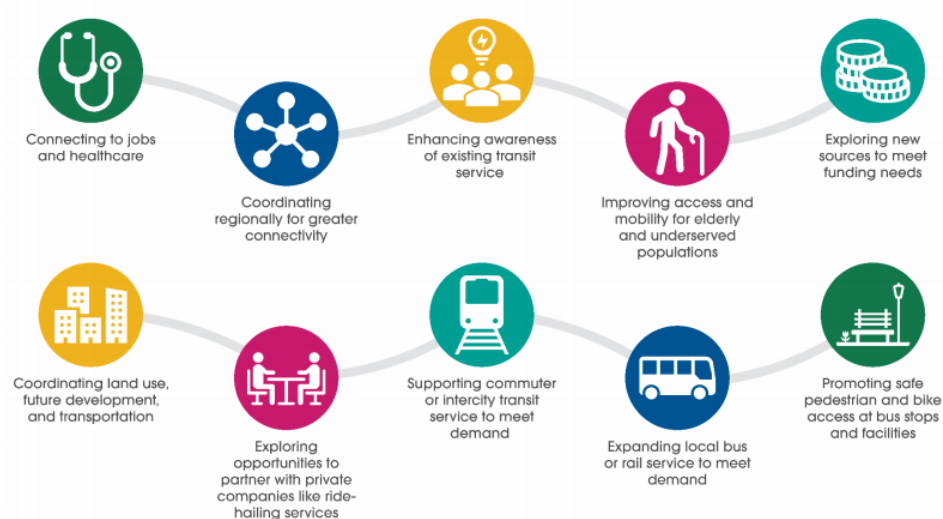 Connecting to jobs
and healthcare
Coordinating
regionally for greater
connectivity
Enhancing awareness
of existing transit
service
Improving access and
mobility for elderly
and underserved
populations
Exploring new
sources to meet
funding needs
Coordinating land use,
future development,
and transportation
Exploring
opportunities to
partner with private
companies like ride-
hailing services
Supporting commuter
or intercity transit
service to meet
demand
Expanding local bus
or rail service to meet
demand
Promoting safe
pedestrian and bike
access at bus stops
and facilities